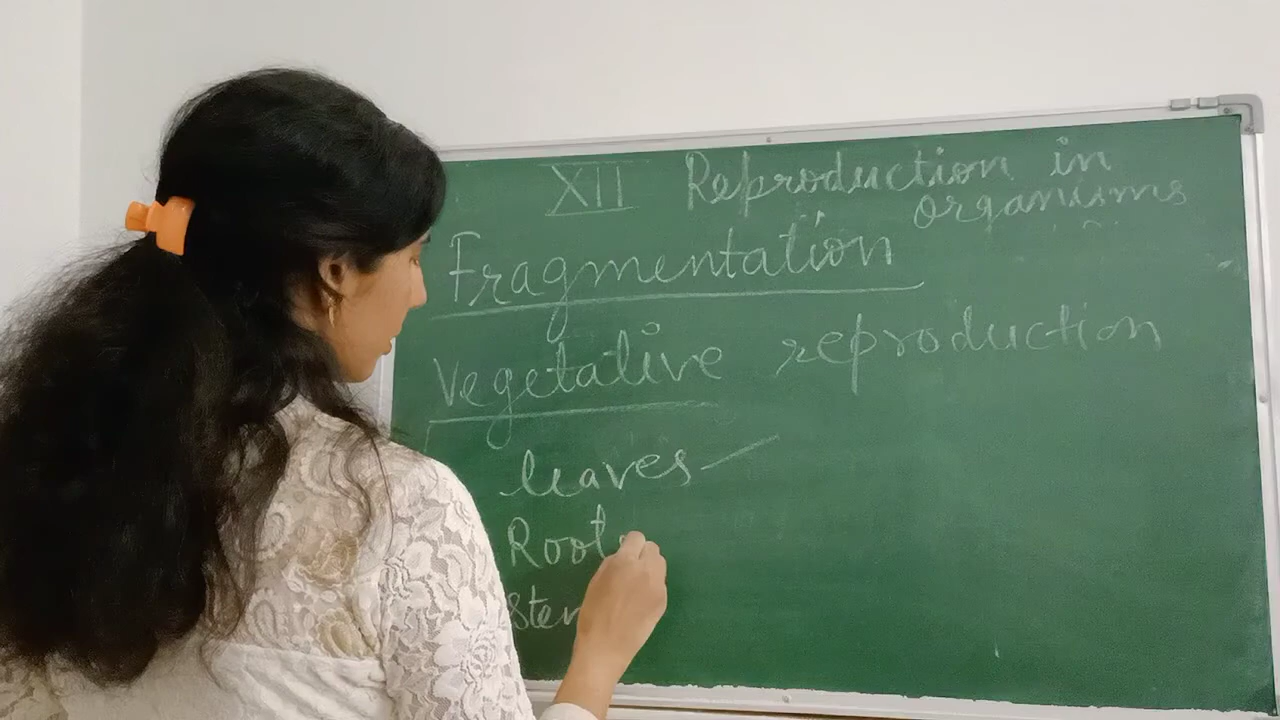 XII Reproduction in
organisms
Fragmentation
Vegetative reproduction
leaves
Root